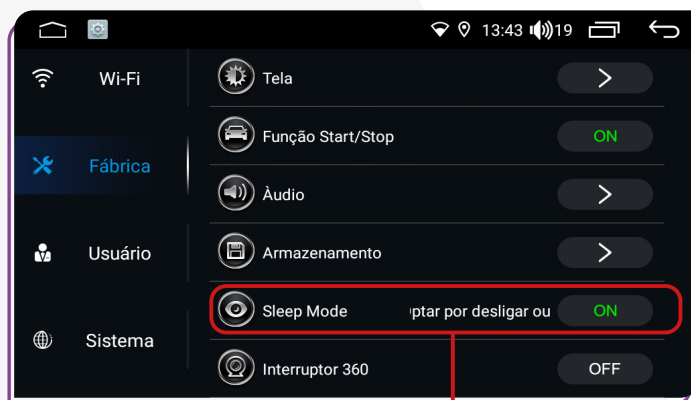 13:43 19
Wi-Fi
Fábrica
Usuário
Sistema
Tela
Função Start/Stop ON
Àudio
Armazenamento
Sleep Mode ptar por desligar ou ON
Interruptor 360 OFF